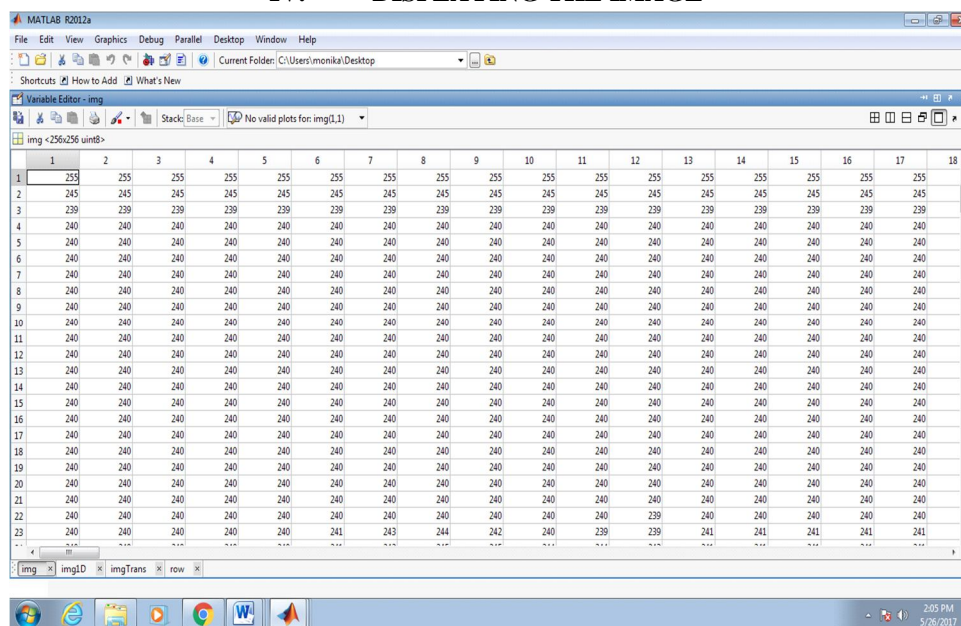 IV. DISPLAYING THE IMAGE
MATLAB R2012a
File Edit View Graphics Debug Parallel Desktop Window Help
Current Folder: C:\Users\monika\Desktop
Shortcuts How to Add What's New
Variable Editor - img
Stack: Base No valid plots for: img(1,1)
img <256x256 uint8>
1 2 3 4 5 6 7 8 9 10 11 12 13 14 15 16 17 18
1 255 255 255 255 255 255 255 255 255 255 255 255 255 255 255 255 255
2 245 245 245 245 245 245 245 245 245 245 245 245 245 245 245 245 245
3 239 239 239 239 239 239 239 239 239 239 239 239 239 239 239 239 239
4 240 240 240 240 240 240 240 240 240 240 240 240 240 240 240 240 240
5 240 240 240 240 240 240 240 240 240 240 240 240 240 240 240 240 240
6 240 240 240 240 240 240 240 240 240 240 240 240 240 240 240 240 240
7 240 240 240 240 240 240 240 240 240 240 240 240 240 240 240 240 240
8 240 240 240 240 240 240 240 240 240 240 240 240 240 240 240 240 240
9 240 240 240 240 240 240 240 240 240 240 240 240 240 240 240 240 240
10 240 240 240 240 240 240 240 240 240 240 240 240 240 240 240 240 240
11 240 240 240 240 240 240 240 240 240 240 240 240 240 240 240 240 240
12 240 240 240 240 240 240 240 240 240 240 240 240 240 240 240 240 240
13 240 240 240 240 240 240 240 240 240 240 240 240 240 240 240 240 240
14 240 240 240 240 240 240 240 240 240 240 240 240 240 240 240 240 240
15 240 240 240 240 240 240 240 240 240 240 240 240 240 240 240 240 240
16 240 240 240 240 240 240 240 240 240 240 240 240 240 240 240 240 240
17 240 240 240 240 240 240 240 240 240 240 240 240 240 240 240 240 240
18 240 240 240 240 240 240 240 240 240 240 240 240 240 240 240 240 240
19 240 240 240 240 240 240 240 240 240 240 240 240 240 240 240 240 240
20 240 240 240 240 240 240 240 240 240 240 240 240 240 240 240 240 240
21 240 240 240 240 240 240 240 240 240 240 240 240 240 240 240 240 240
22 240 240 240 240 240 240 240 240 240 240 240 239 240 240 240 240 240
23 240 240 240 240 240 241 243 244 242 240 239 239 241 241 241 241 241
img img1D imgTrans row
2:05 PM
5/26/2017